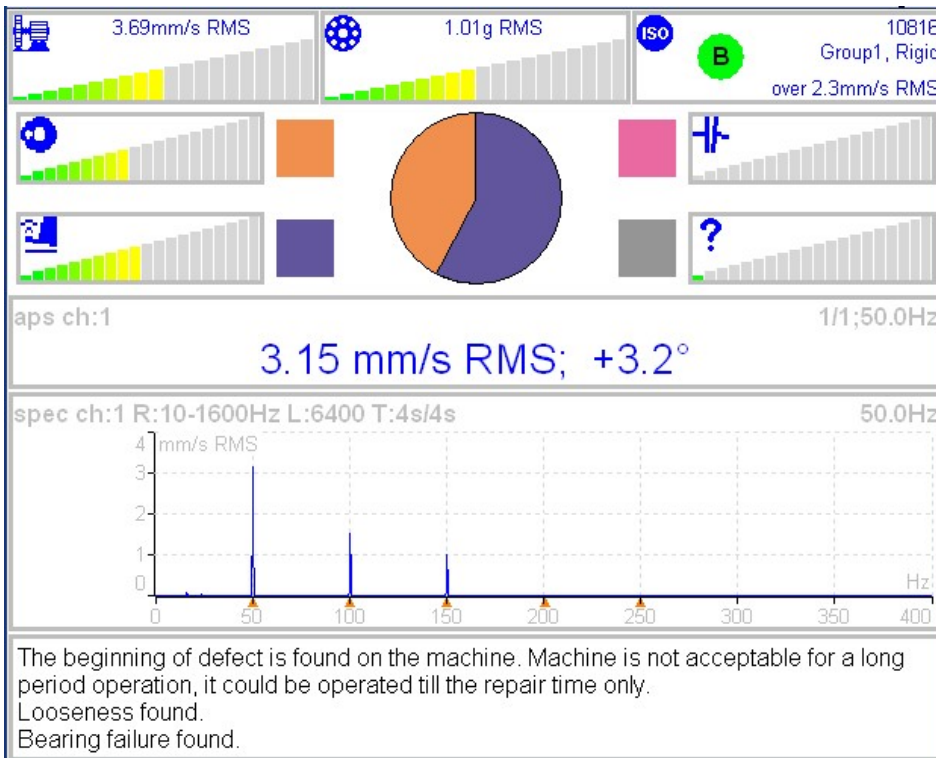 3.69mm/s RMS
1.01g RMS
ISO
B
10816
Group1, Rigid
over 2.3mm/s RMS
?
aps ch:1
1/1;50.0Hz
3.15 mm/s RMS; +3.2°
spec ch:1 R:10-1600Hz L:6400 T:4s/4s
50.0Hz
4 mm/s RMS
3
2
1
0
Hz
0 50 100 150 200 250 300 350 400
The beginning of defect is found on the machine. Machine is not acceptable for a long
period operation, it could be operated till the repair time only.
Looseness found.
Bearing failure found.